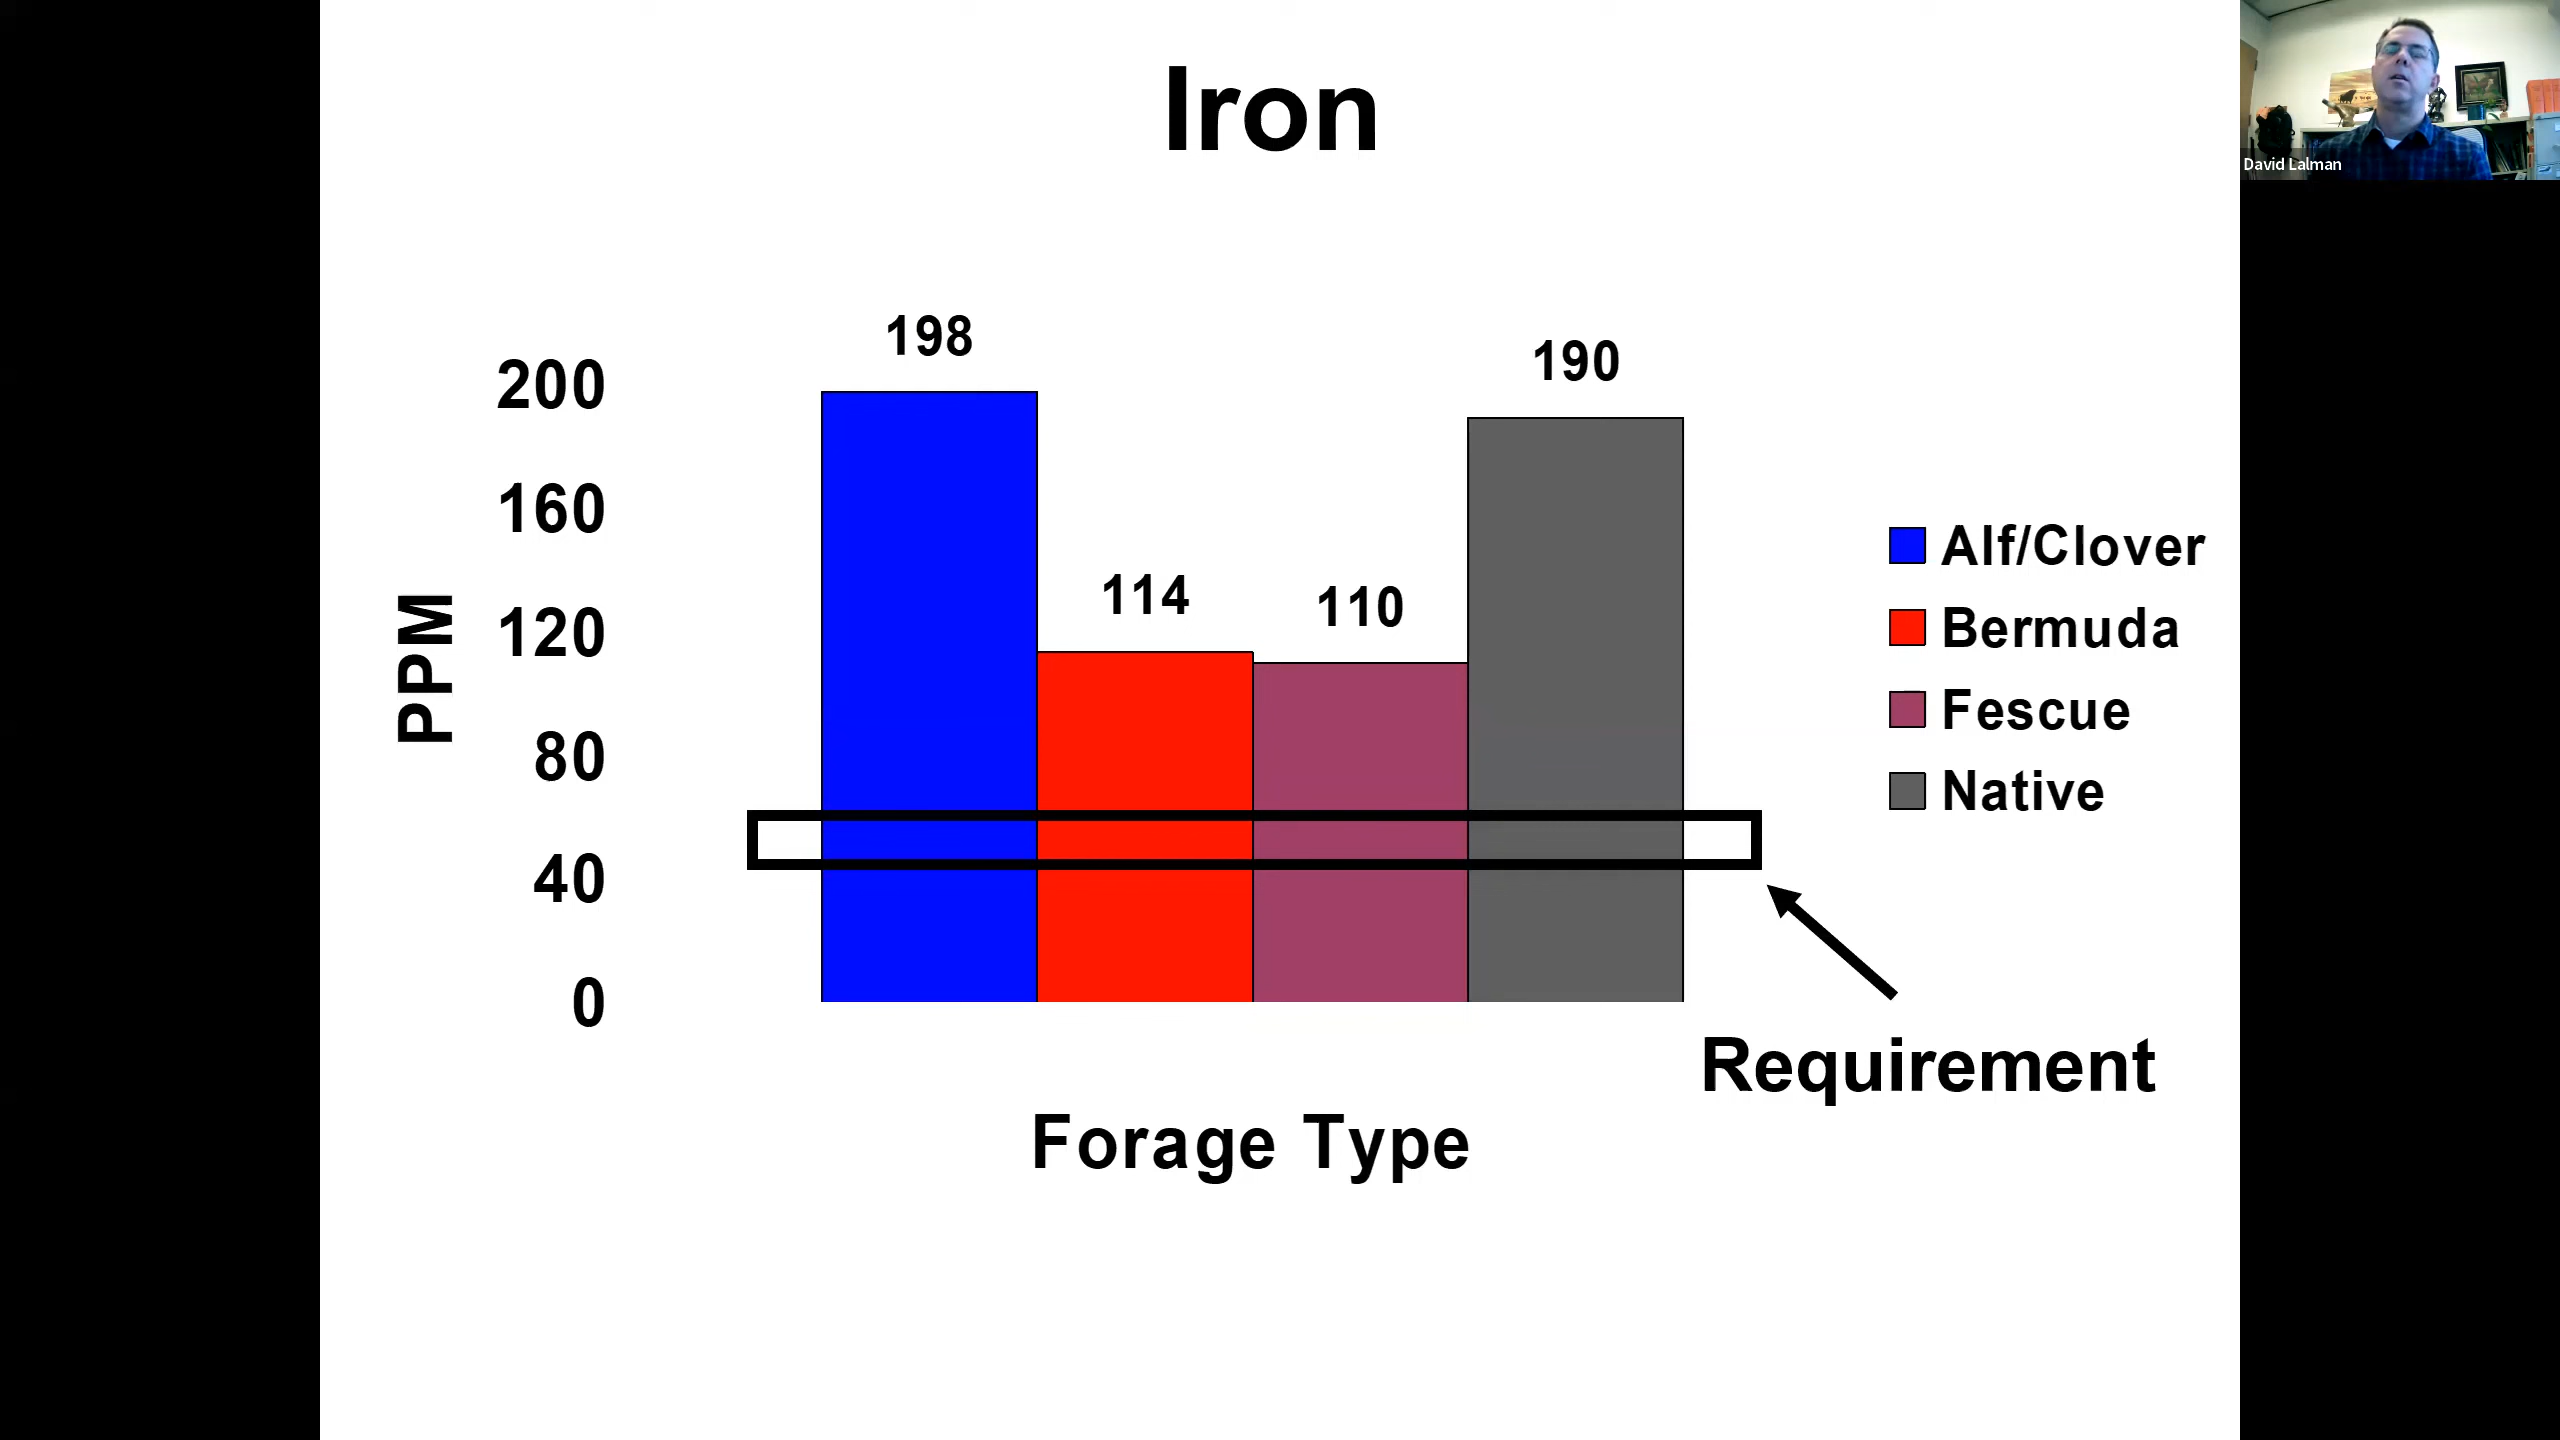 Iron
David Lalman
198
190
200
160
114
110
120
PPM
80
40
0
Alf/Clover
Bermuda
Fescue
Native
Requirement
Forage Type